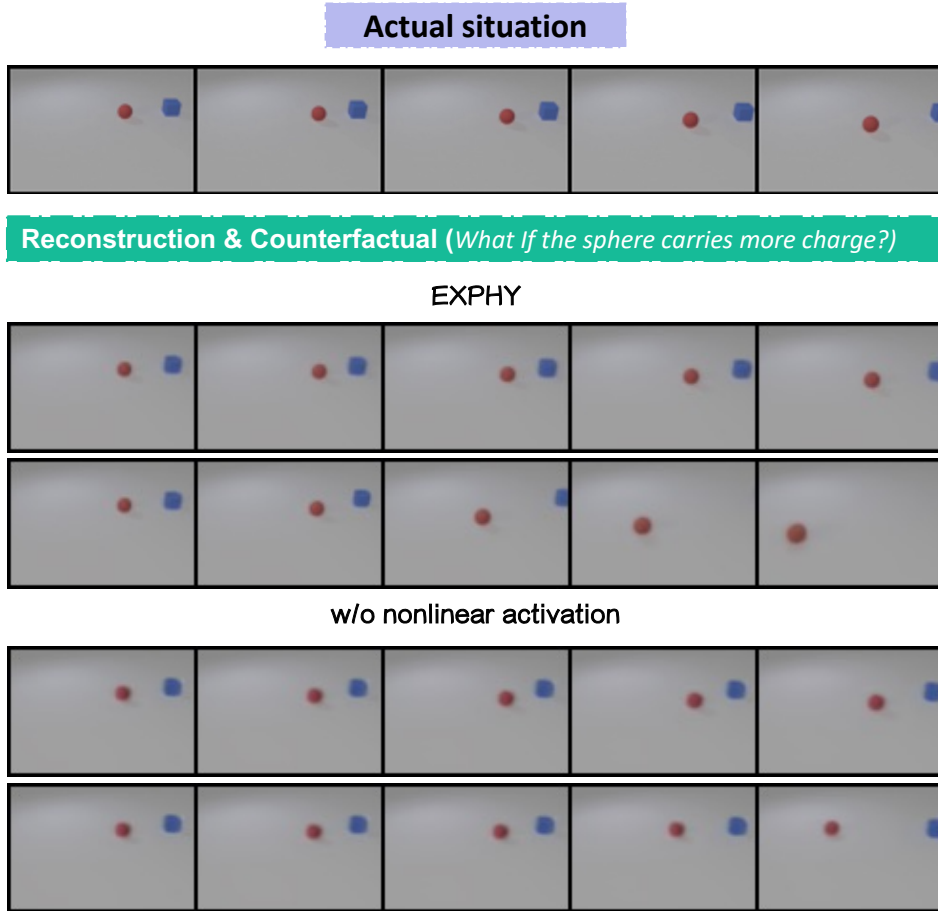 Actual situation
Reconstruction & Counterfactual (What If the sphere carries more charge?)
EXPHY
w/o nonlinear activation